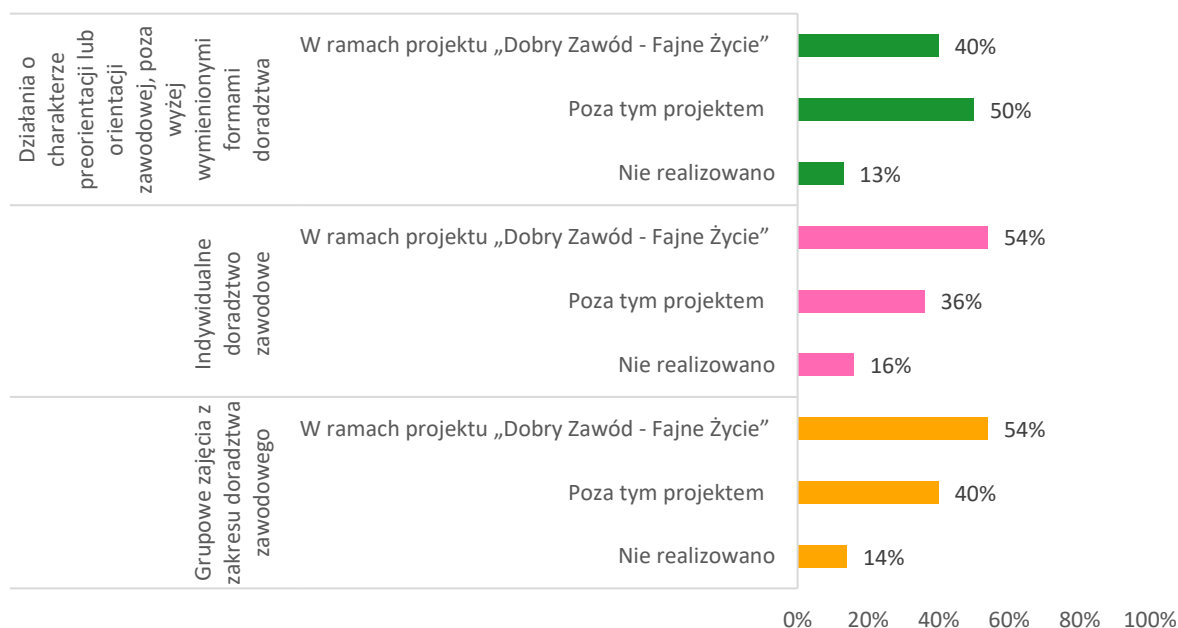 Działania o
charakterze
preorientacji lub
orientacji
zawodowej, poza
wyżej
wymienionymi
formami
doradztwa
W ramach projektu „Dobry Zawód - Fajne Życie”
40%
Poza tym projektem
50%
Nie realizowano
13%
Indywidualne
doradztwo
zawodowe
W ramach projektu „Dobry Zawód - Fajne Życie”
54%
Poza tym projektem
36%
Nie realizowano
16%
Grupowe zajęcia z
zakresu doradztwa
zawodowego
W ramach projektu „Dobry Zawód - Fajne Życie”
54%
Poza tym projektem
40%
Nie realizowano
14%
0% 20% 40% 60% 80% 100%